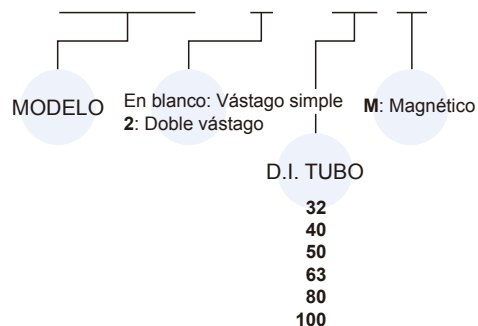 MODELO
En blanco: Vástago simple
2: Doble vástago
M: Magnético
D.I. TUBO
32
40
50
63
80
100